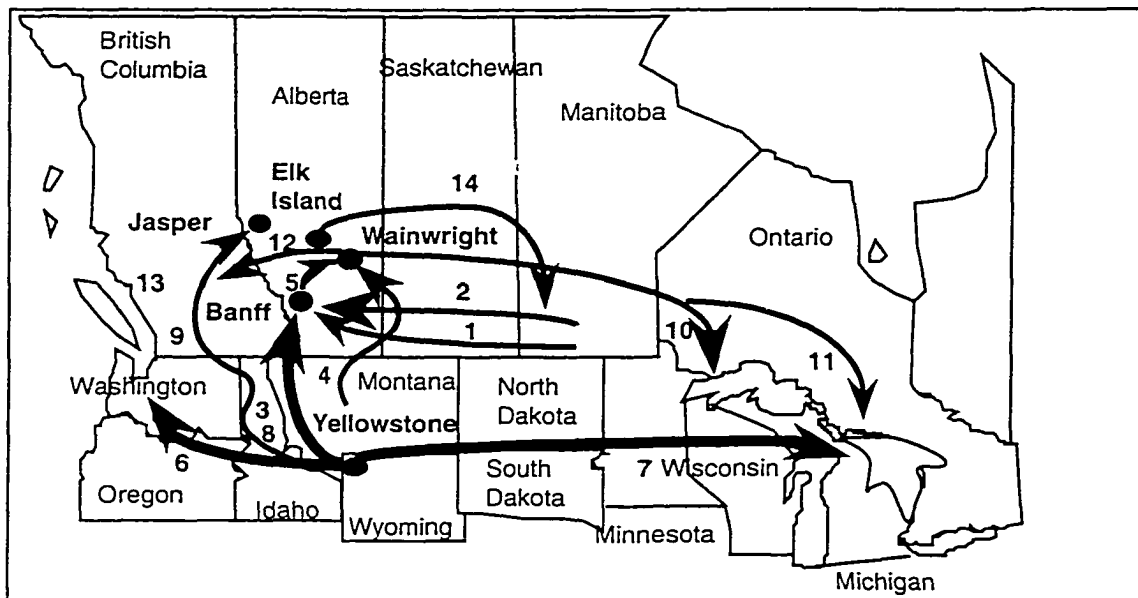 British
Columbia
Saskatchewan
Alberta
Manitoba
Elk
Island
14
Jasper
12
Wainwright
Ontario
13
5
2
Banff
9
1
10
11
4
Washington
Montana
North
Dakota
3
8
Yellowstone
6
7 Wisconsin
South
Dakota
Oregon
Idaho
Wyoming
Minnesota
Michigan